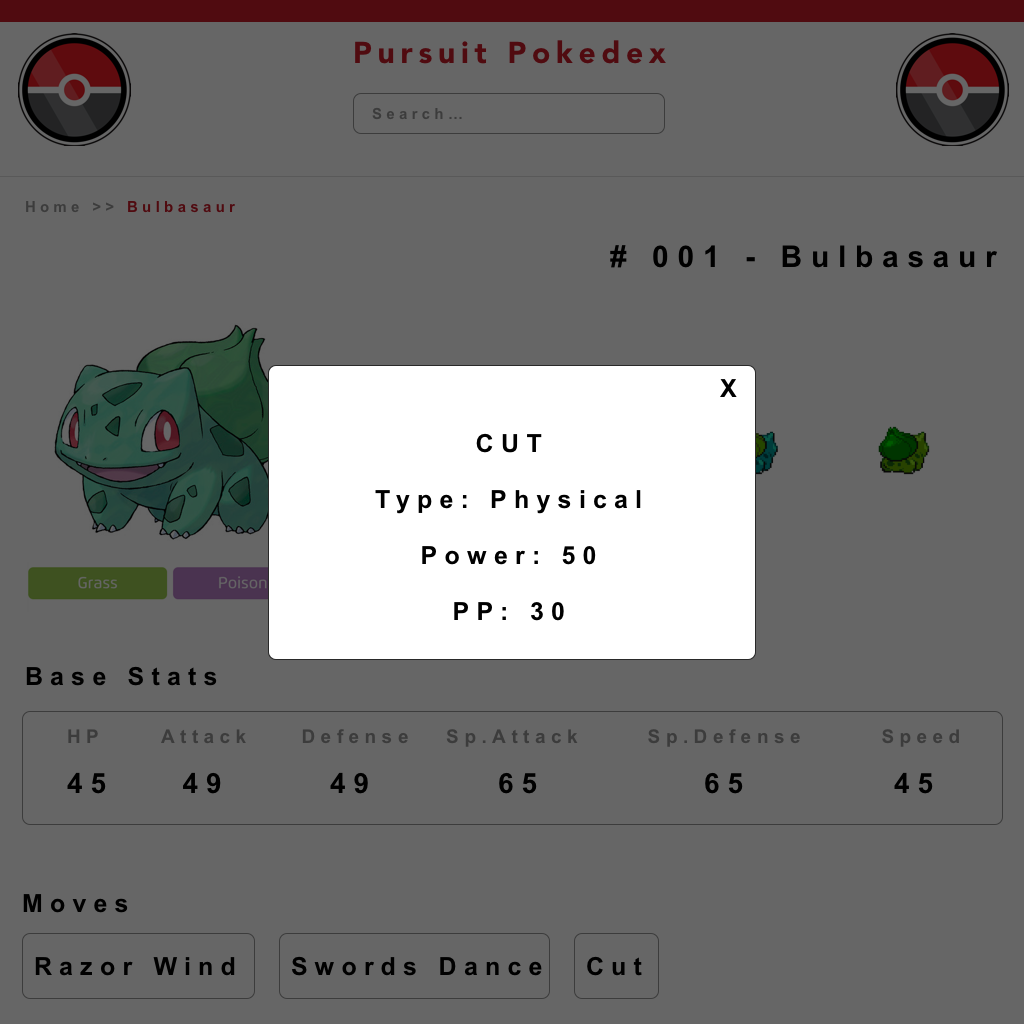 Pursuit Pokedex
Search...
Home >> Bulbasaur
# 001 - Bulbasaur
X
CUT
Type: Physical
Power: 50
PP: 30
Grass Poison
Base Stats
HP Attack Defense Sp.Attack Sp.Defense Speed
45 49 49 65 65 45
Moves
Razor Wind Swords Dance Cut